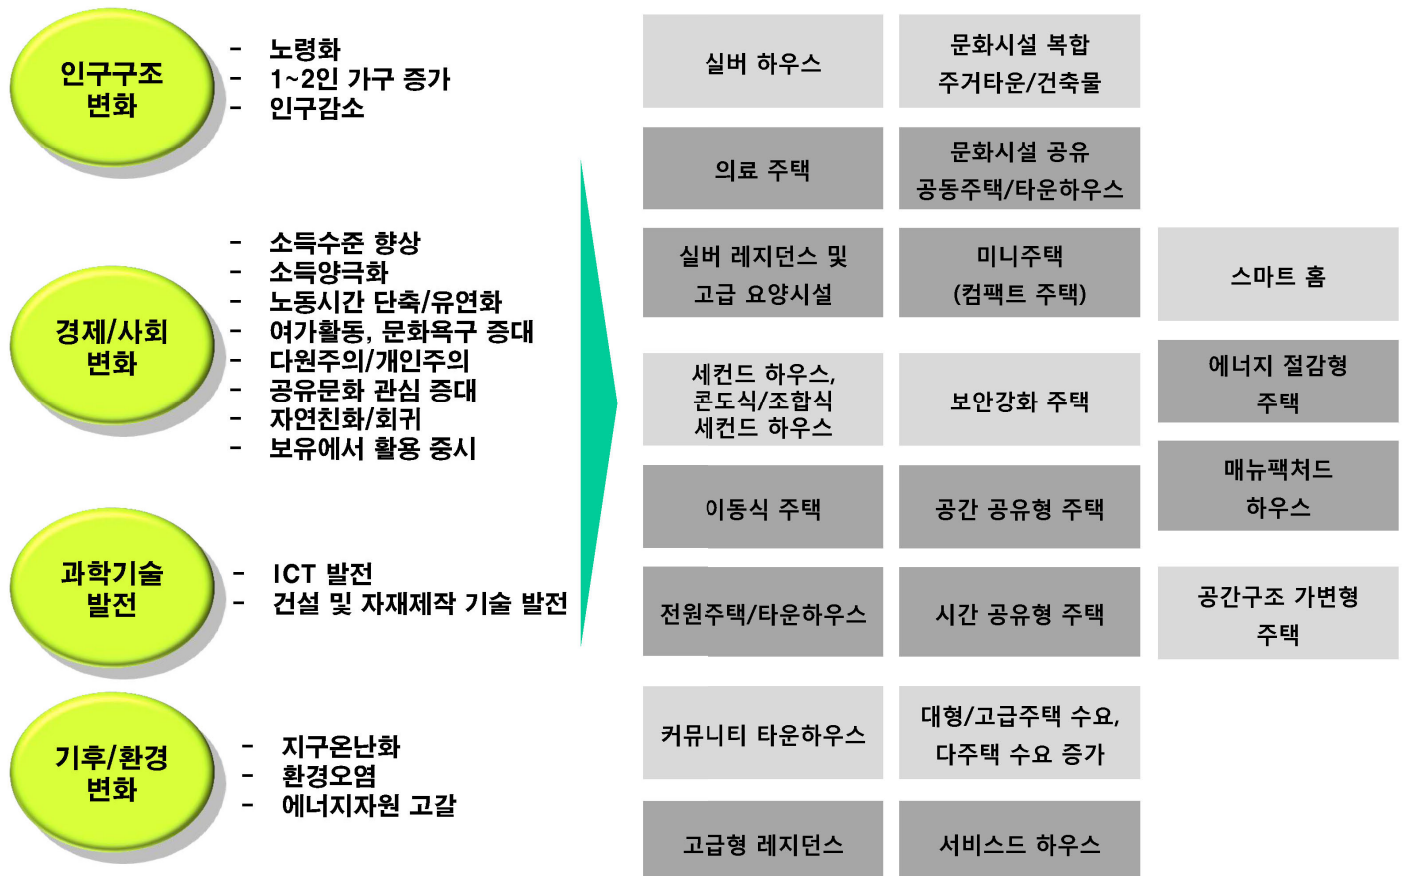 인구구조
변화
- 노령화
- 1~2인 가구 증가
- 인구감소
경제/사회
변화
- 소득수준 향상
- 소득양극화
- 노동시간 단축/유연화
- 여가활동, 문화욕구 증대
- 다원주의/개인주의
- 공유문화 관심 증대
- 자연친화/회귀
- 보유에서 활용 중시
과학기술
발전
- ICT 발전
- 건설 및 자재제작 기술 발전
기후/환경
변화
- 지구온난화
- 환경오염
- 에너지자원 고갈
실버 하우스
의료 주택
실버 레지던스 및
고급 요양시설
세컨드 하우스,
콘도식/조합식
세컨드 하우스
이동식 주택
전원주택/타운하우스
커뮤니티 타운하우스
고급형 레지던스
문화시설 복합
주거타운/건축물
문화시설 공유
공동주택/타운하우스
미니주택
(컴팩트 주택)
보안강화 주택
공간 공유형 주택
시간 공유형 주택
대형/고급주택 수요,
다주택 수요 증가
서비스드 하우스
스마트 홈
에너지 절감형
주택
매뉴팩처드
하우스
공간구조 가변형
주택